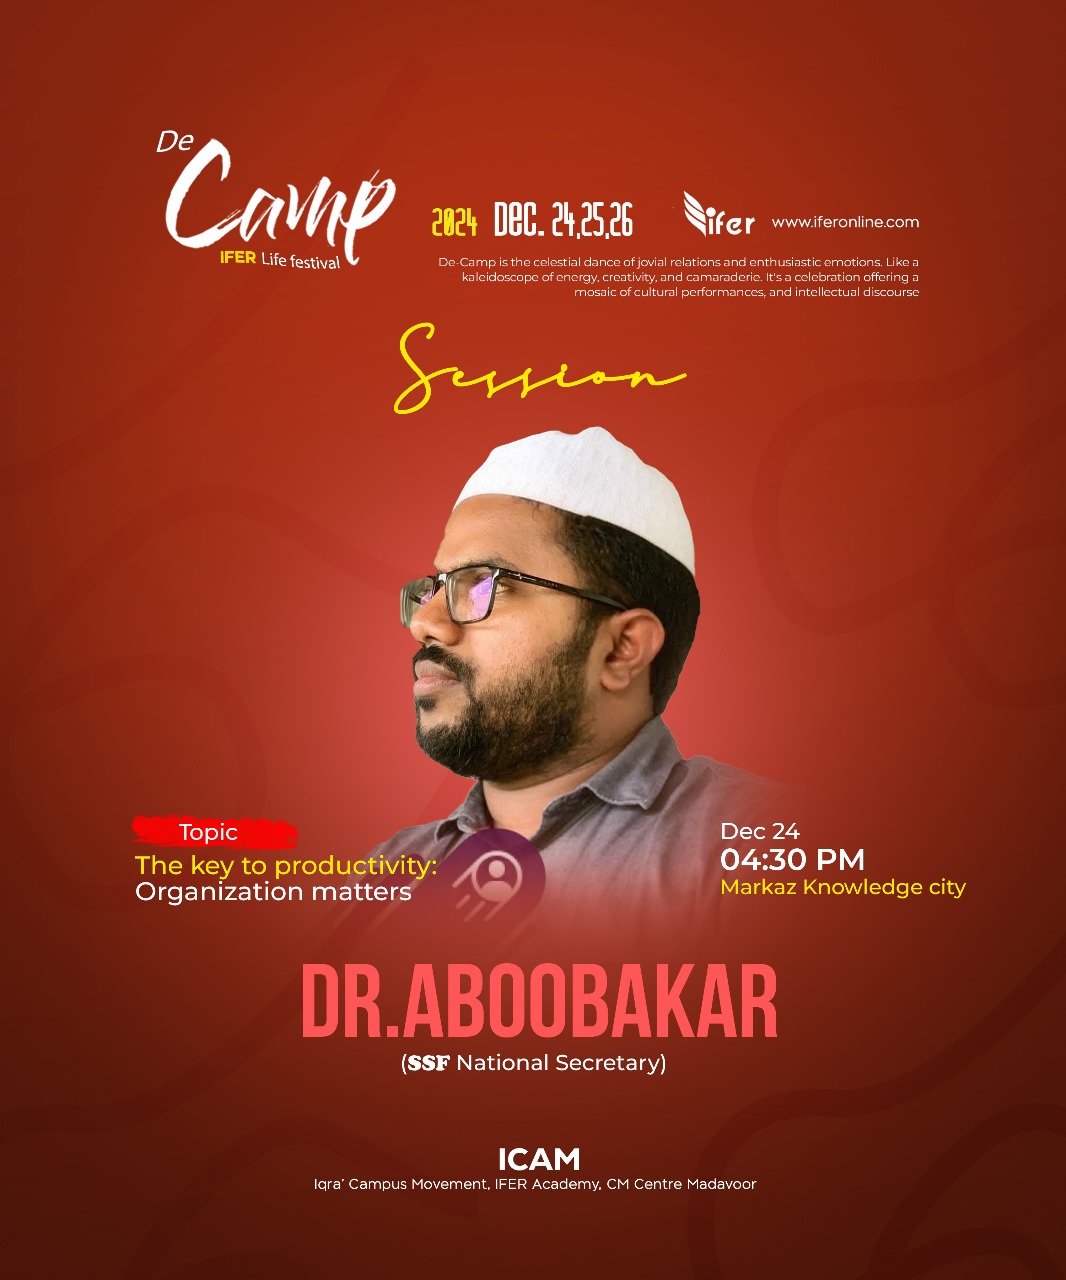 De
Camp
IFER Life festival
2024 Dec. 24,25,26
ifer
www.iferonline.com
De-Camp is the celestial dance of jovial relations and enthusiastic emotions. Like a
kaleidoscope of energy, creativity, and camaraderie. It's a celebration offering a
mosaic of cultural performances, and intellectual discourse
Session
Topic
The key to productivity:
Organization matters
Dec 24
04:30 PM
Markaz Knowledge city
DR.ABOOBAKAR
(SSF National Secretary)
ICAM
Iqra' Campus Movement, IFER Academy, CM Centre Madavoor